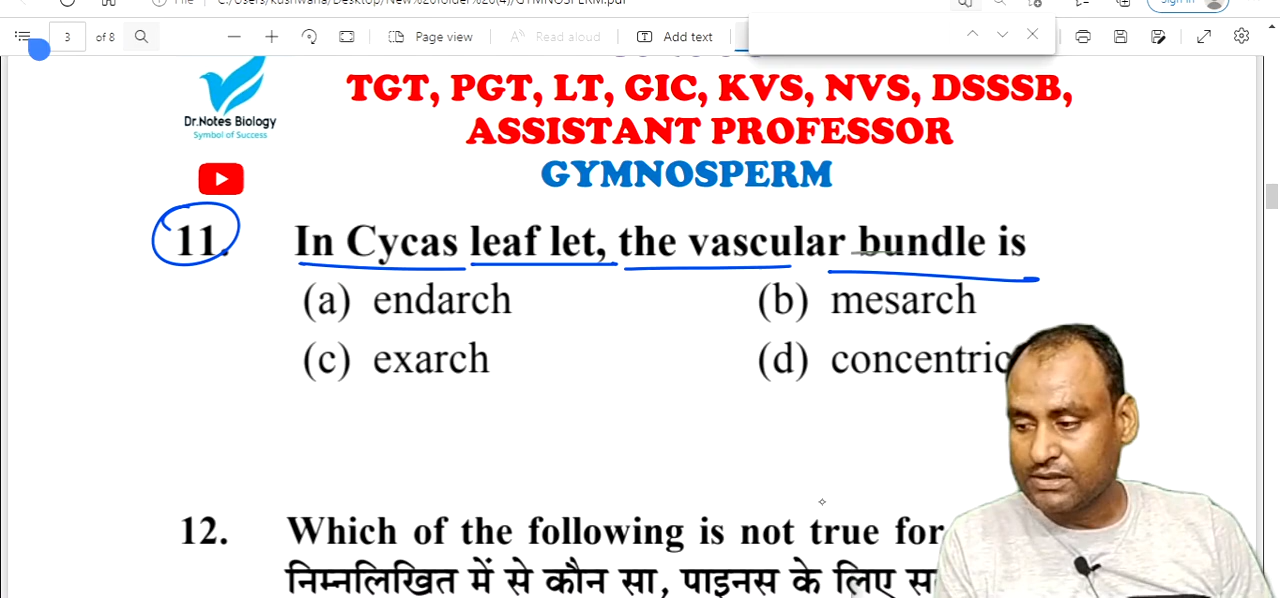 3 of 8 Page view Read aloud Add text
TGT, PGT, LT, GIC, KVS, NVS, DSSSB,
Dr.Notes Biology
Symbol of Success
ASSISTANT PROFESSOR
GYMNOSPERM
11. In Cycas leaf let, the vascular bundle is
(a) endarch (b) mesarch
(c) exarch (d) concentric
12. Which of the following is not true for
निम्नलिखित में से कौन सा, पाइनस के लिए